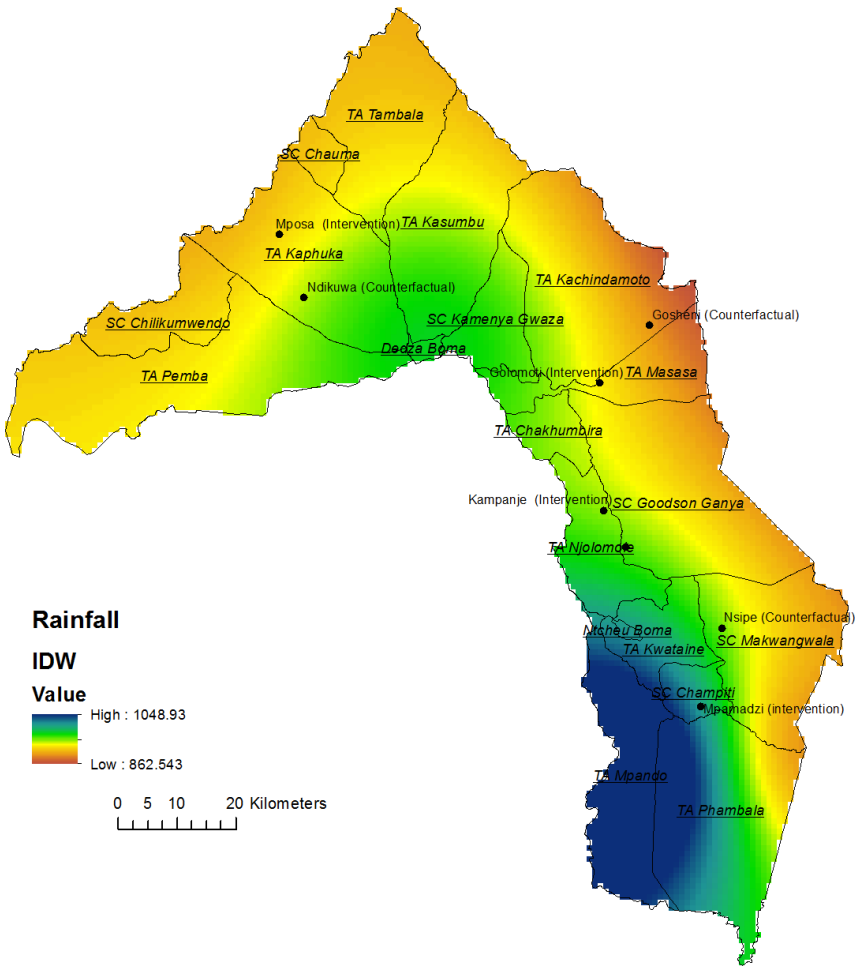 TA Tambala
SC Chauma
Mposa (Intervention)
TA Kasumbu
TA Kaphuka
TA Kachindamoto
Ndikuwa (Counterfactual)
Gosheni (Counterfactual)
SC Chilikumwendo
SC Kamenya Gwaza
Dedza Boma
TA Pemba
Golomoti (Intervention)
TA Masasa
TA Chakhumbira
Kampanje (Intervention)
SC Goodson Ganya
TA Njolomole
Nsipe (Counterfactual)
Ntcheu Boma
SC Makwangwala
TA Kwataine
SC Champiti
Mpamadzi (intervention)
TA Mpando
TA Phambala
Rainfall
IDW
Value
High : 1048.93
Low : 862.543
0 5 10 20 Kilometers